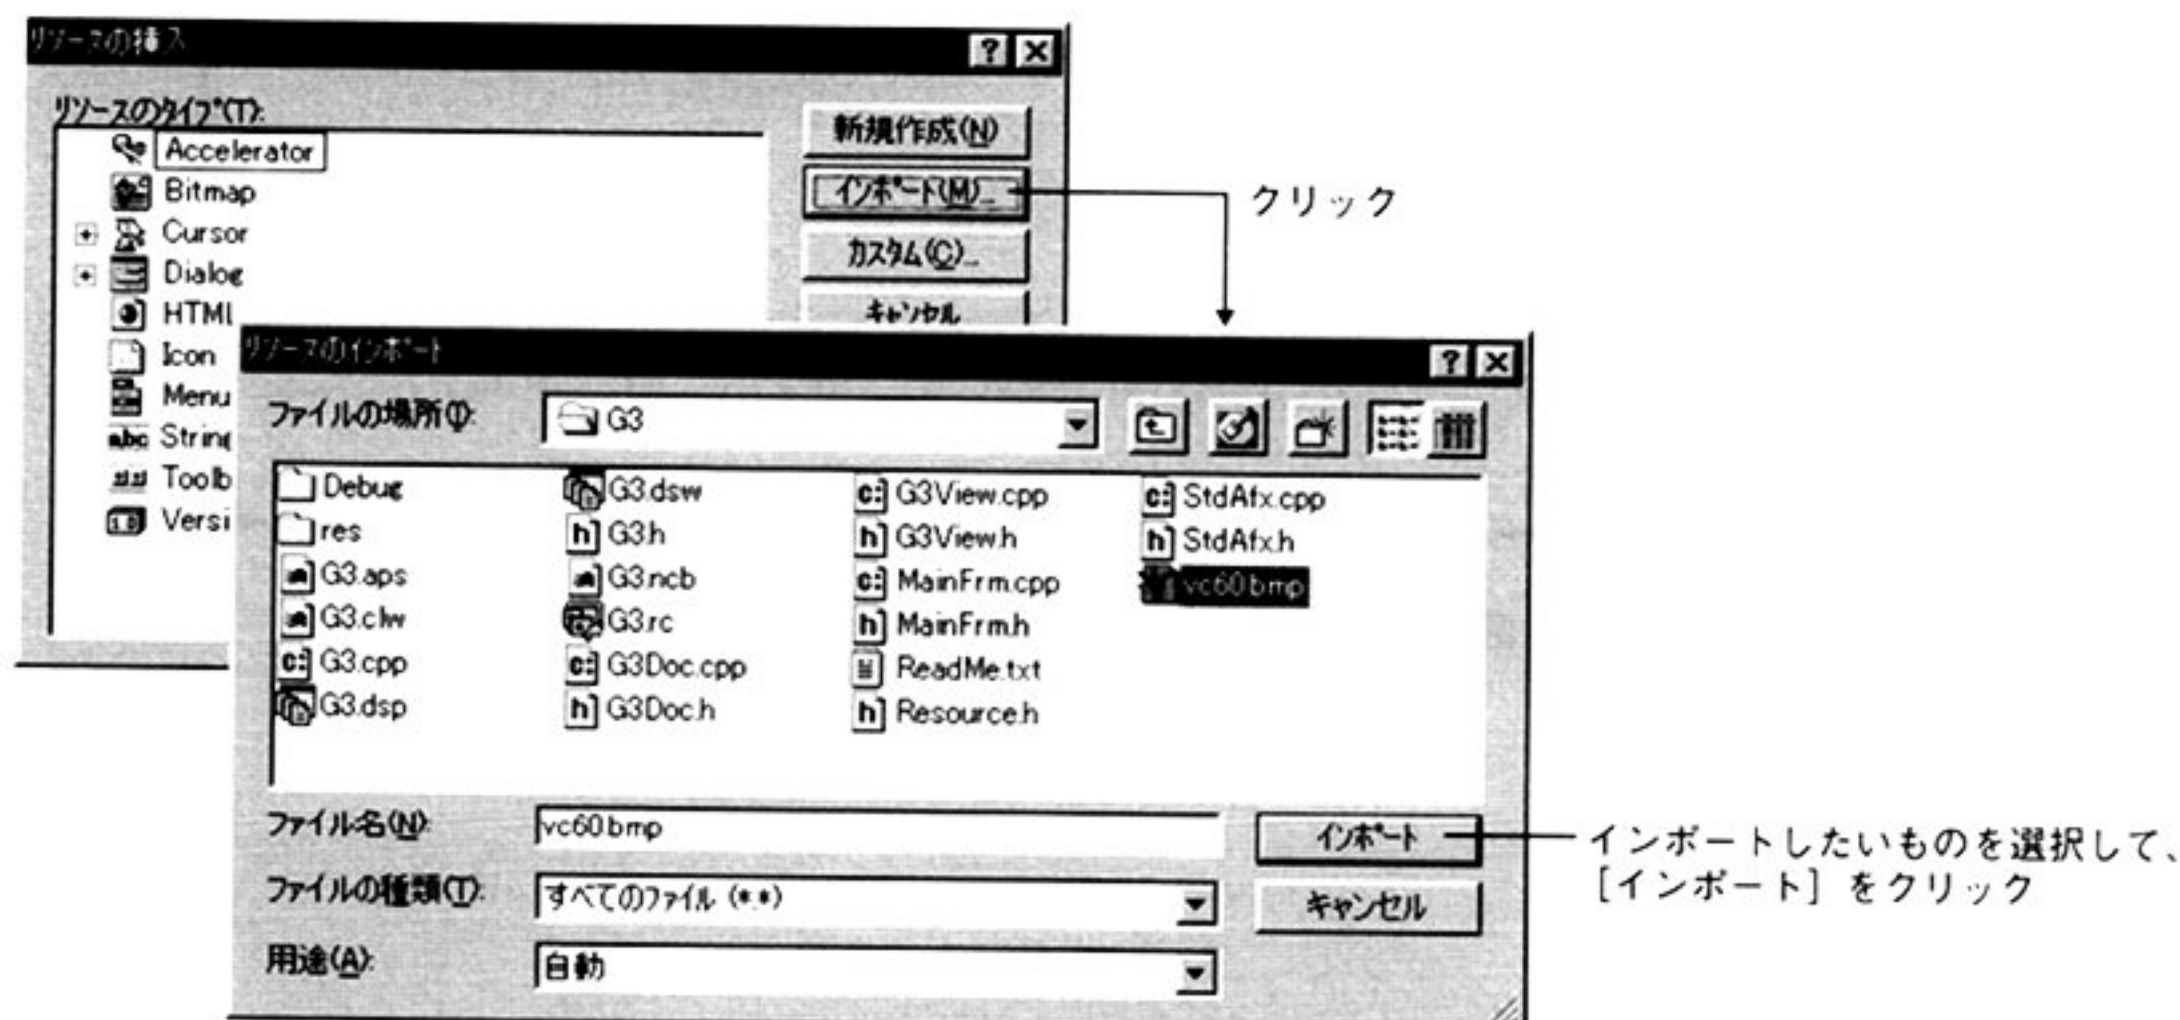 リソースの挿入
リソースのタイプ(T):
Accelerator
Bitmap
Cursor
Dialog
HTML
Icon
Menu
abc String
Toolb
Versi
新規作成(N)
インポート(M)...
カスタム(C)...
キャンセル
クリック
リソースのインポート
ファイルの場所(I):
G3
Debug
res
G3.aps
G3.clw
G3.cpp
G3.dsp
G3.dsw
G3.h
G3.ncb
G3.rc
G3Doc.cpp
G3Doc.h
G3View.cpp
G3View.h
MainFrm.cpp
MainFrm.h
ReadMe.txt
Resource.h
StdAfx.cpp
StdAfx.h
vc60.bmp
ファイル名(N):
vc60.bmp
インポート
ファイルの種類(T):
すべてのファイル (*.*)
キャンセル
用途(A):
自動
インポートしたいものを選択して、
[インポート] をクリック